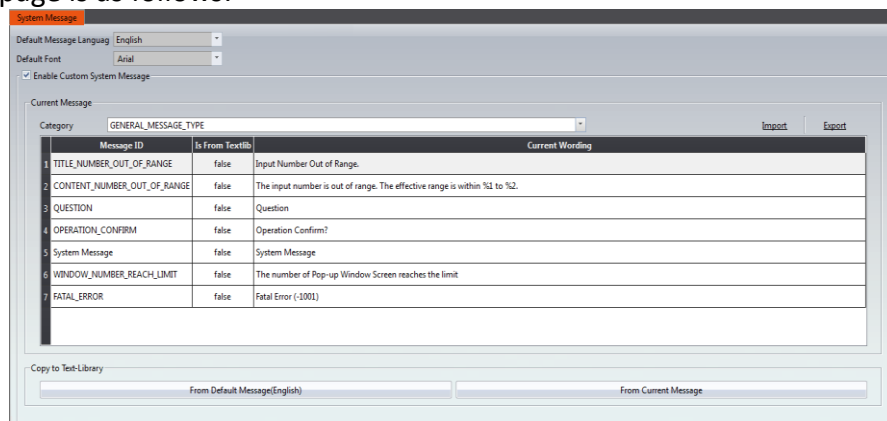 page is as follows.
System Message
Default Message Languag English
Default Font Arial
Enable Custom System Message
Current Message
Category GENERAL_MESSAGE_TYPE Import Export
Message ID Is From Textlib Current Wording
1 TITLE_NUMBER_OUT_OF_RANGE false Input Number Out of Range.
2 CONTENT_NUMBER_OUT_OF_RANGE false The input number is out of range. The effective range is within %1 to %2.
3 QUESTION false Question
4 OPERATION_CONFIRM false Operation Confirm?
5 System Message false System Message
6 WINDOW_NUMBER_REACH_LIMIT false The number of Pop-up Window Screen reaches the limit
7 FATAL_ERROR false Fatal Error (-1001)
Copy to Text-Library
From Default Message(English) From Current Message